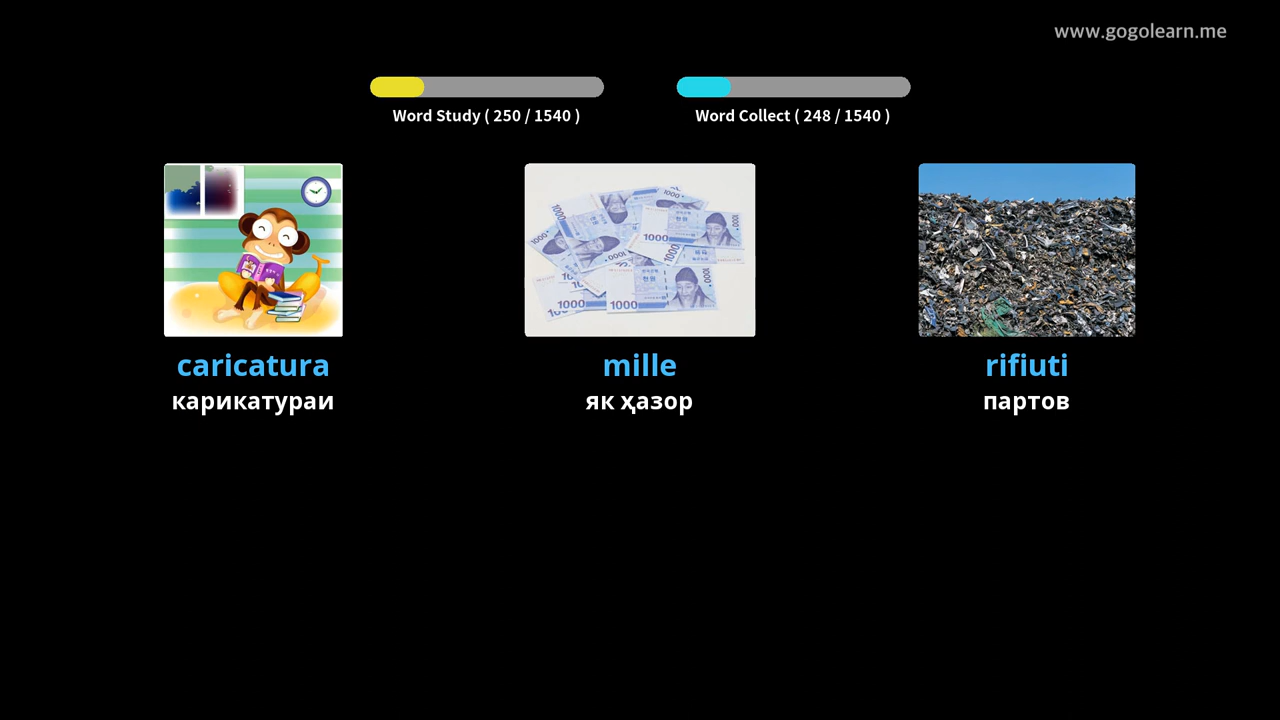 www.gogolearn.me
Word Study ( 250 / 1540 )
Word Collect ( 248 / 1540 )
caricatura
карикатураи
mille
як ҳазор
rifiuti
партов